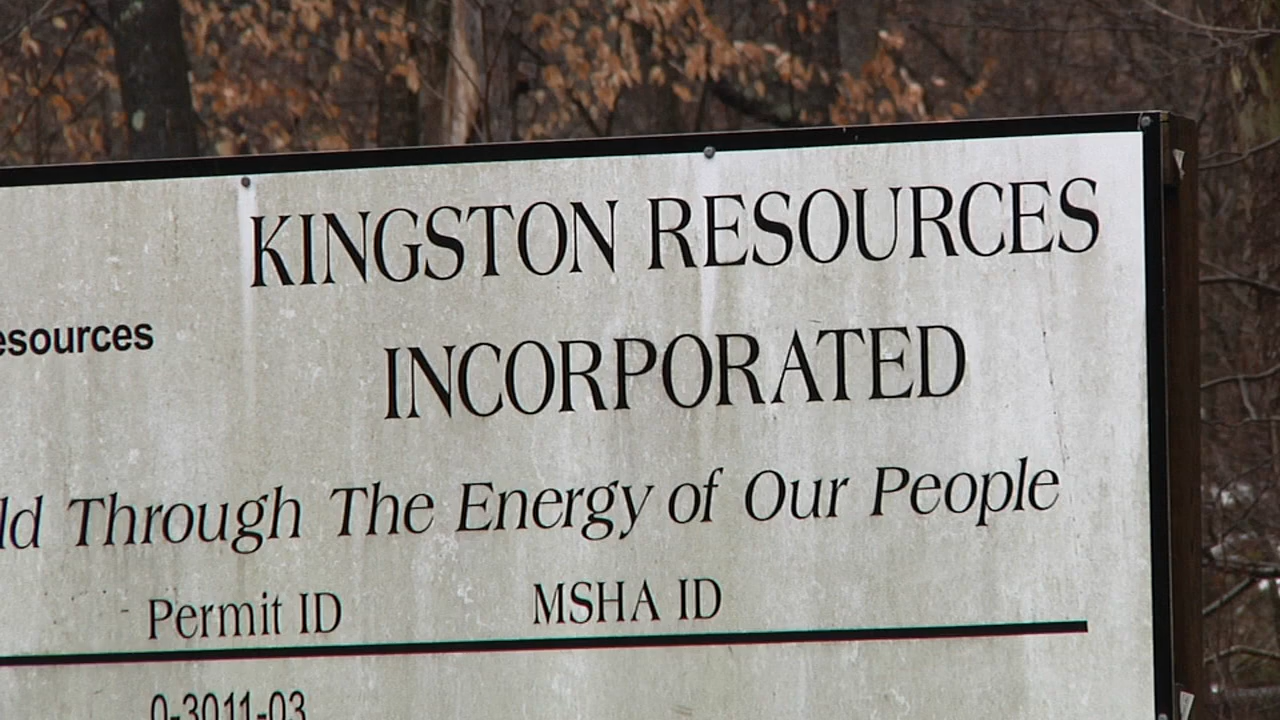 KINGSTON RESOURCES
INCORPORATED
esources
ld Through The Energy of Our People
Permit ID MSHA ID
0-3011-03